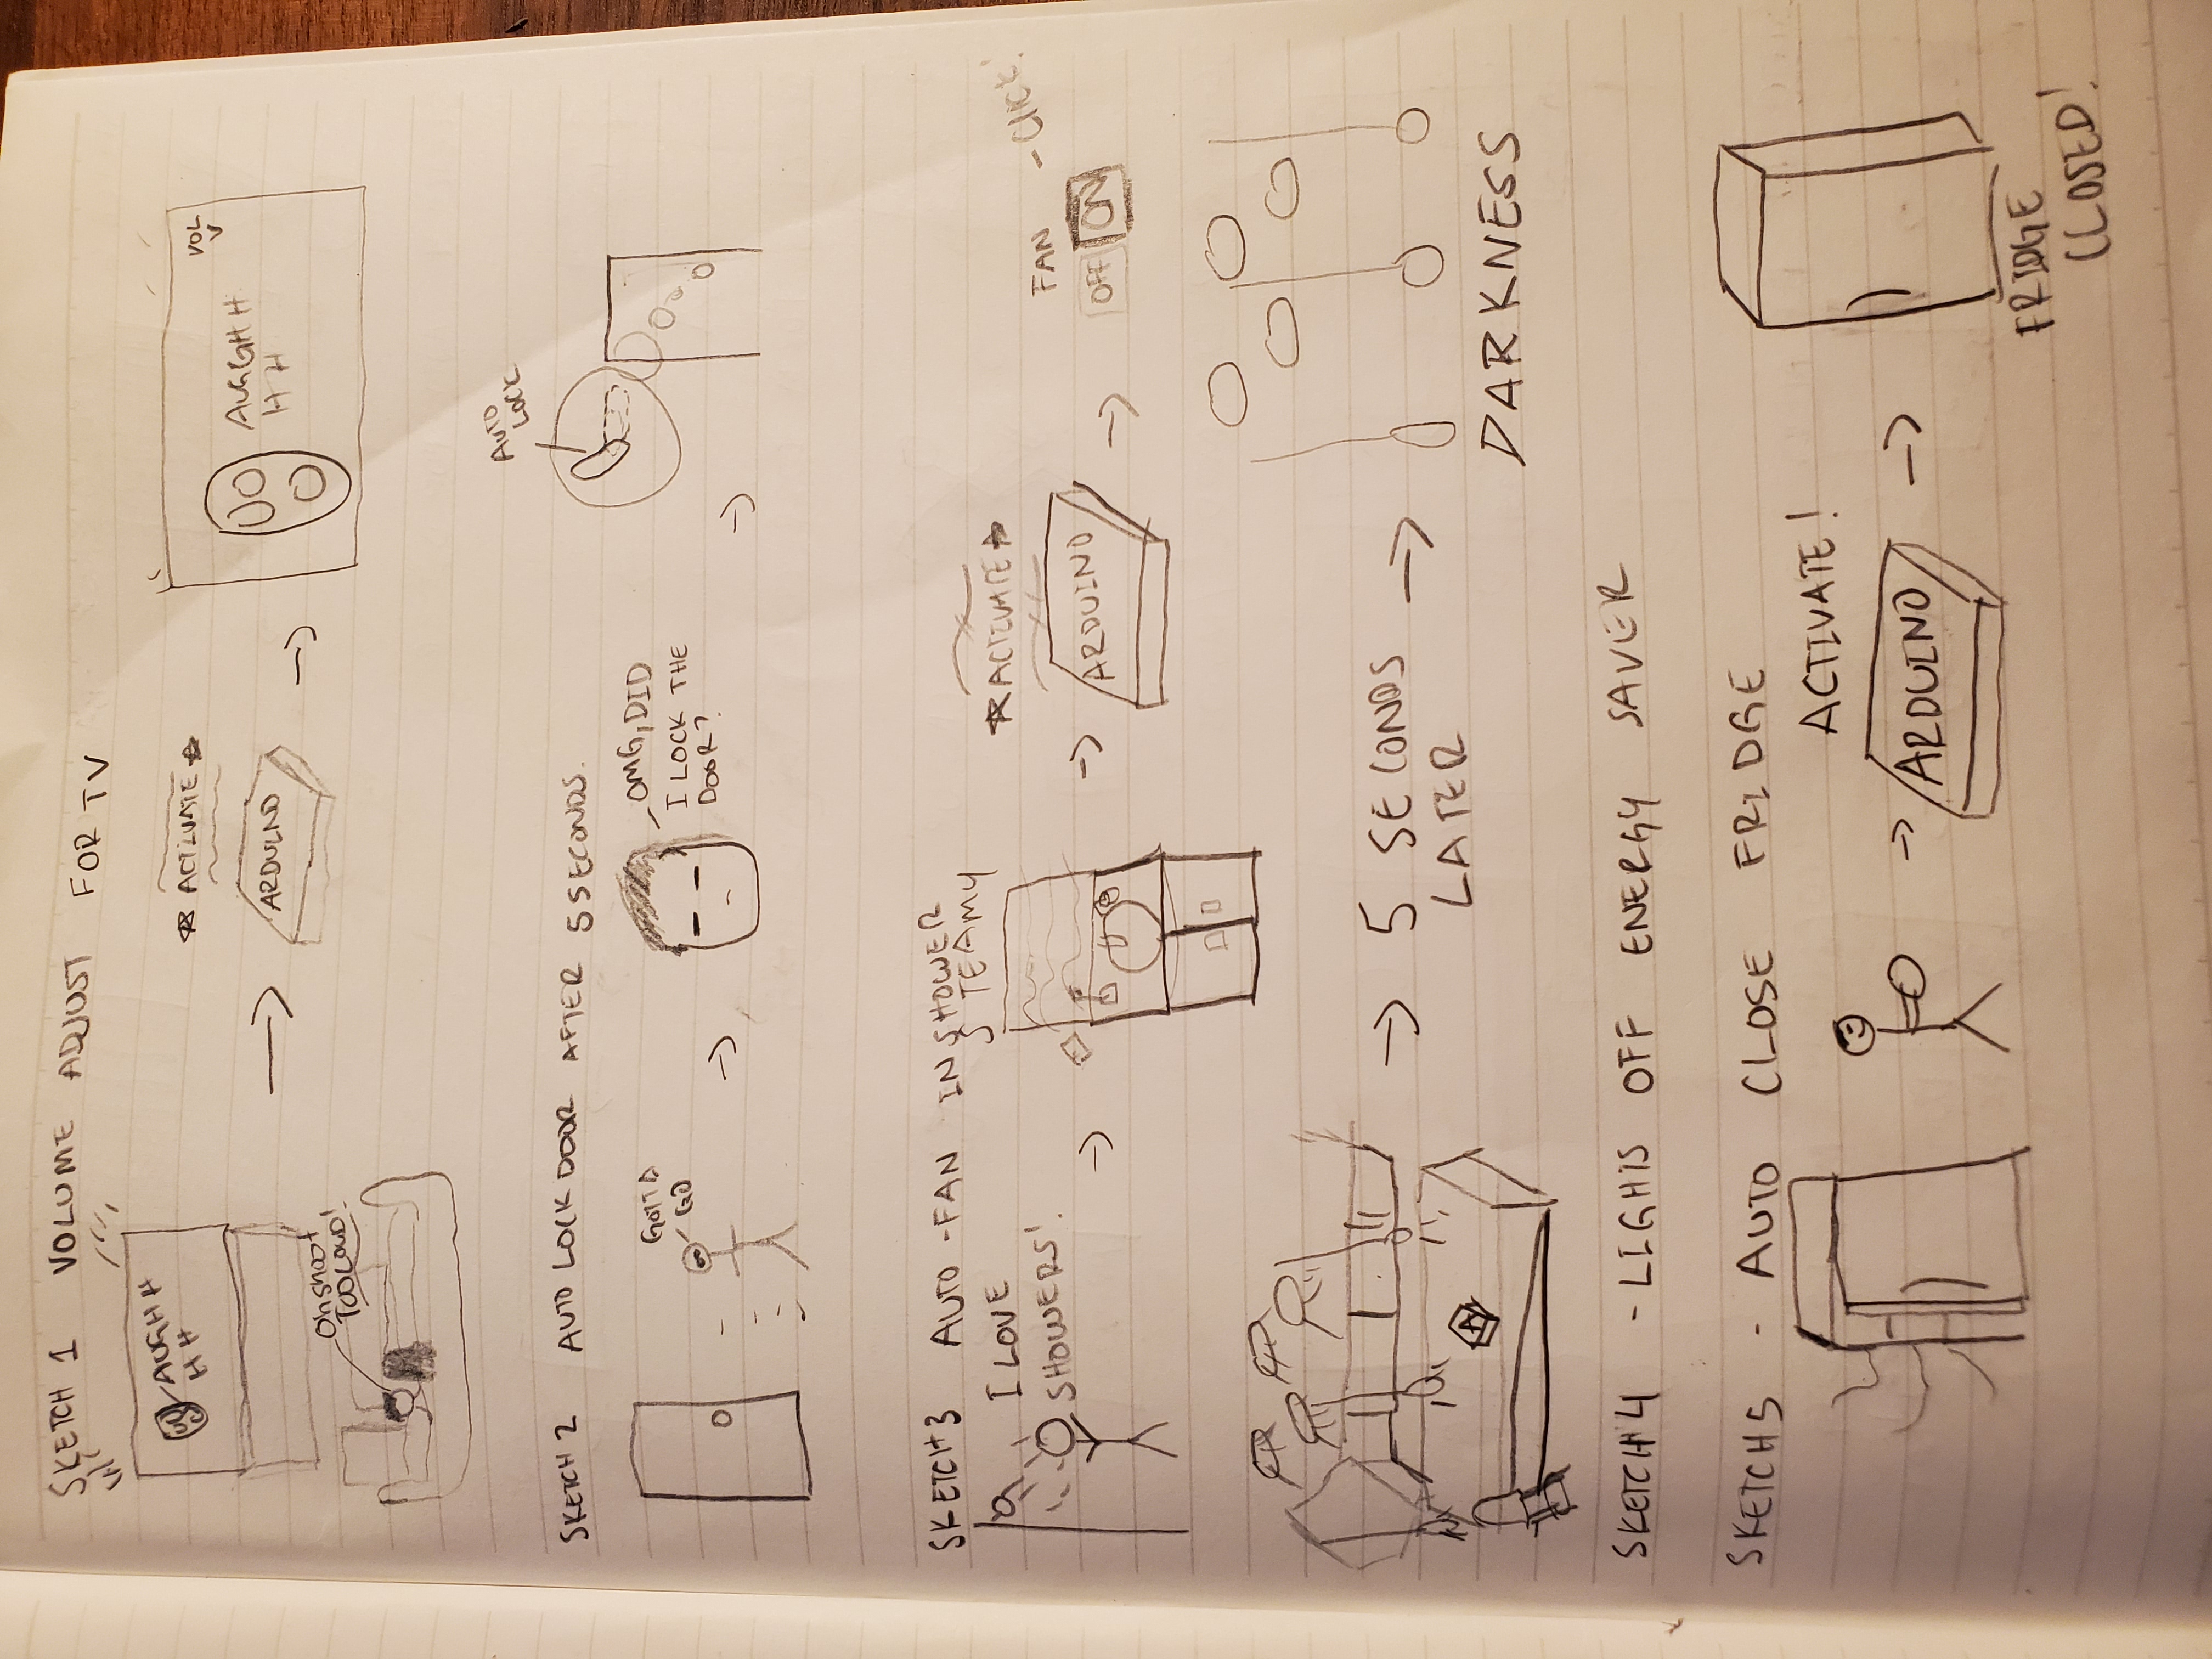 SKETCH 1 VOLUME ADJUST FOR TV
AUGHH
HH
Oh shoot
TOO LOUD!
ACTIVATE
ARDUINO
VOL
V
AUGGHH
HH
SKETCH 2 AUTO LOCK DOOR AFTER 5 SECONDS.
GOTTA
GO
OMG, DID
I LOCK THE
DOOR?
AUTO
LOCK
SKETCH 3 AUTO-FAN IN SHOWER
I LOVE
SHOWERS!
STEAMY
ACTIVATE
ARDUINO
FAN
OFF ON
-CLICK!
A
5 SECONDS
LATER
DARKNESS
SKETCH 4 - LIGHTS OFF ENERGY SAVER
SKETCH 5 - AUTO CLOSE FRIDGE
ACTIVATE!
ARDUINO
FRIDGE
CLOSED!